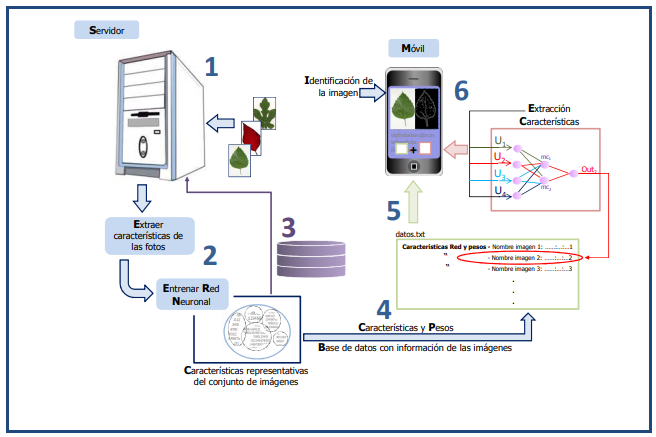 Servidor
1
Extraer
características de
las fotos
2
Entrenar Red
Neuronal
3
Características representativas
del conjunto de imágenes
4
Características y Pesos
Base de datos con información de las imágenes
Móvil
Identificación de
la imagen
+
6
Extracción
Características
U1
U2
U3
U4
mc1
mc2
Out1
5
datos.txt
Características Red y pesos - Nombre imagen 1: .....:...:...1
“ - Nombre imagen 2: ......:...:...2
“ - Nombre imagen 3: ......:...:...3
.
.
.